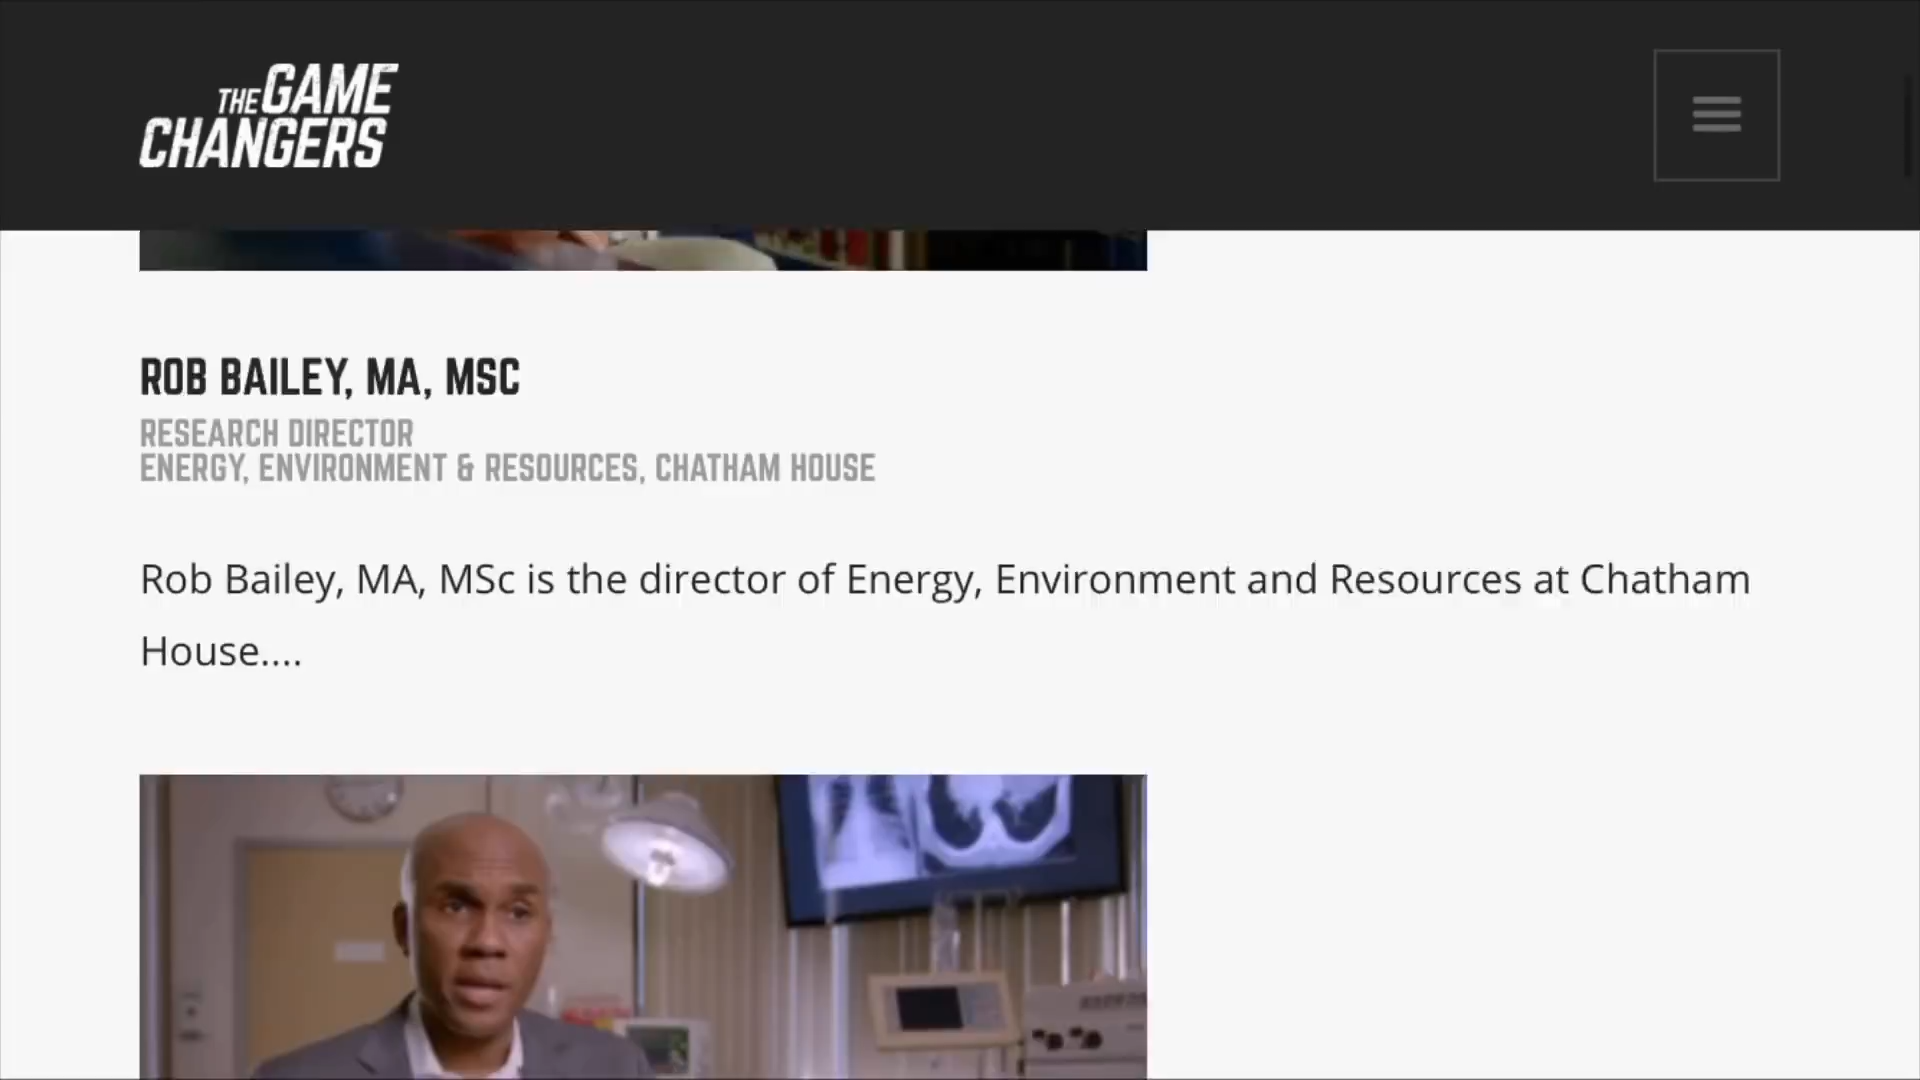 THE GAME
CHANGERS
ROB BAILEY, MA, MSC
RESEARCH DIRECTOR
ENERGY, ENVIRONMENT & RESOURCES, CHATHAM HOUSE
Rob Bailey, MA, MSc is the director of Energy, Environment and Resources at Chatham
House....